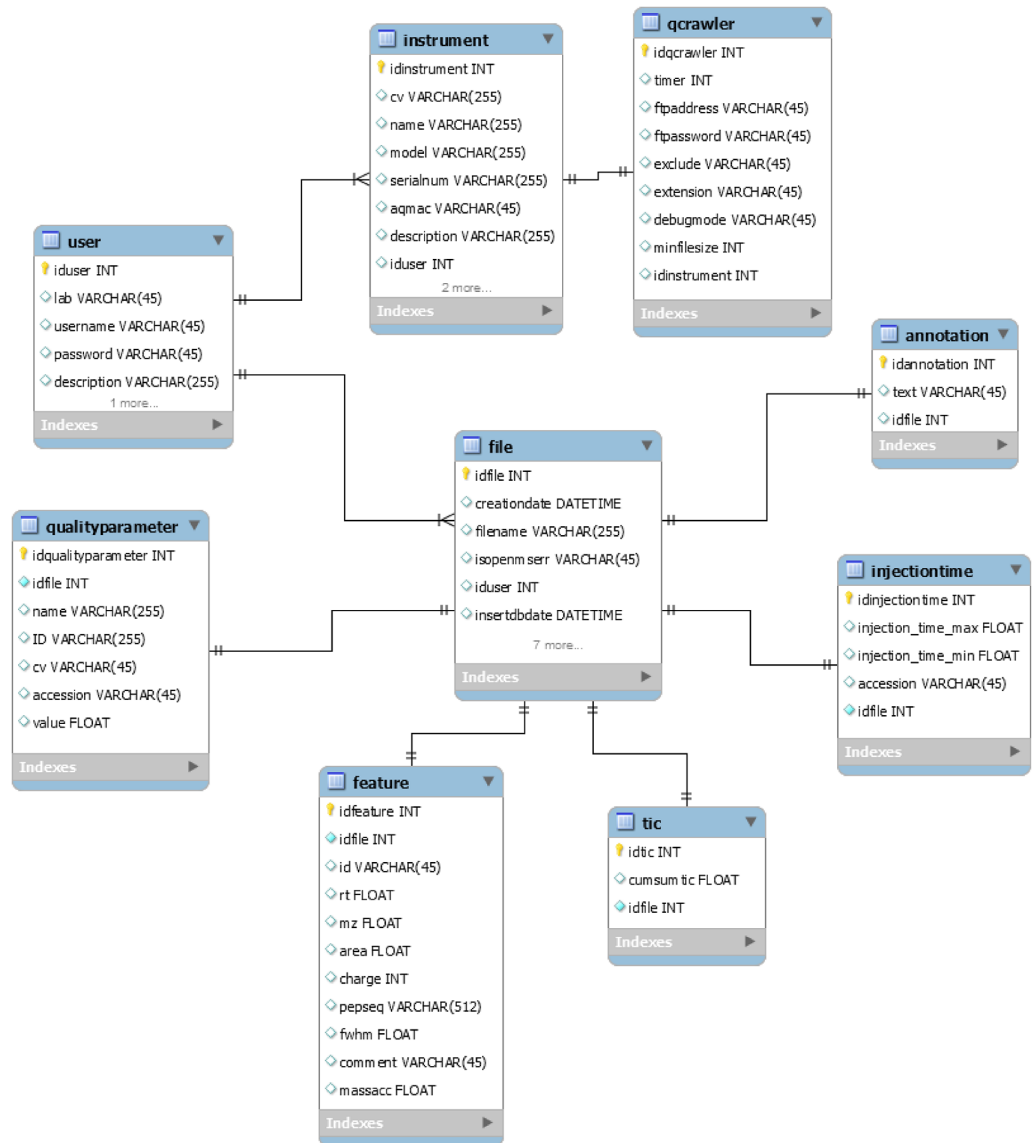 instrument
idinstrument INT
cv VARCHAR(255)
name VARCHAR(255)
model VARCHAR(255)
serialnum VARCHAR(255)
aqmac VARCHAR(45)
description VARCHAR(255)
iduser INT
2 more...
Indexes
qcrawler
idqcrawler INT
timer INT
ftpaddress VARCHAR(45)
ftppassword VARCHAR(45)
exclude VARCHAR(45)
extension VARCHAR(45)
debugmode VARCHAR(45)
minfilesize INT
idinstrument INT
Indexes
user
iduser INT
lab VARCHAR(45)
username VARCHAR(45)
password VARCHAR(45)
description VARCHAR(255)
1 more...
Indexes
annotation
idannotation INT
text VARCHAR(45)
idfile INT
Indexes
file
idfile INT
creationdate DATETIME
filename VARCHAR(255)
isopenmserr VARCHAR(45)
iduser INT
insertdbdate DATETIME
7 more...
Indexes
qualityparameter
idqualityparameter INT
idfile INT
name VARCHAR(255)
ID VARCHAR(255)
cv VARCHAR(45)
accession VARCHAR(45)
value FLOAT
Indexes
injectiontime
idinjectiontime INT
injection_time_max FLOAT
injection_time_min FLOAT
accession VARCHAR(45)
idfile INT
Indexes
feature
idfeature INT
idfile INT
id VARCHAR(45)
rt FLOAT
mz FLOAT
area FLOAT
charge INT
pepseq VARCHAR(512)
fwhm FLOAT
comment VARCHAR(45)
massacc FLOAT
Indexes
tic
idtic INT
cumsumtic FLOAT
idfile INT
Indexes